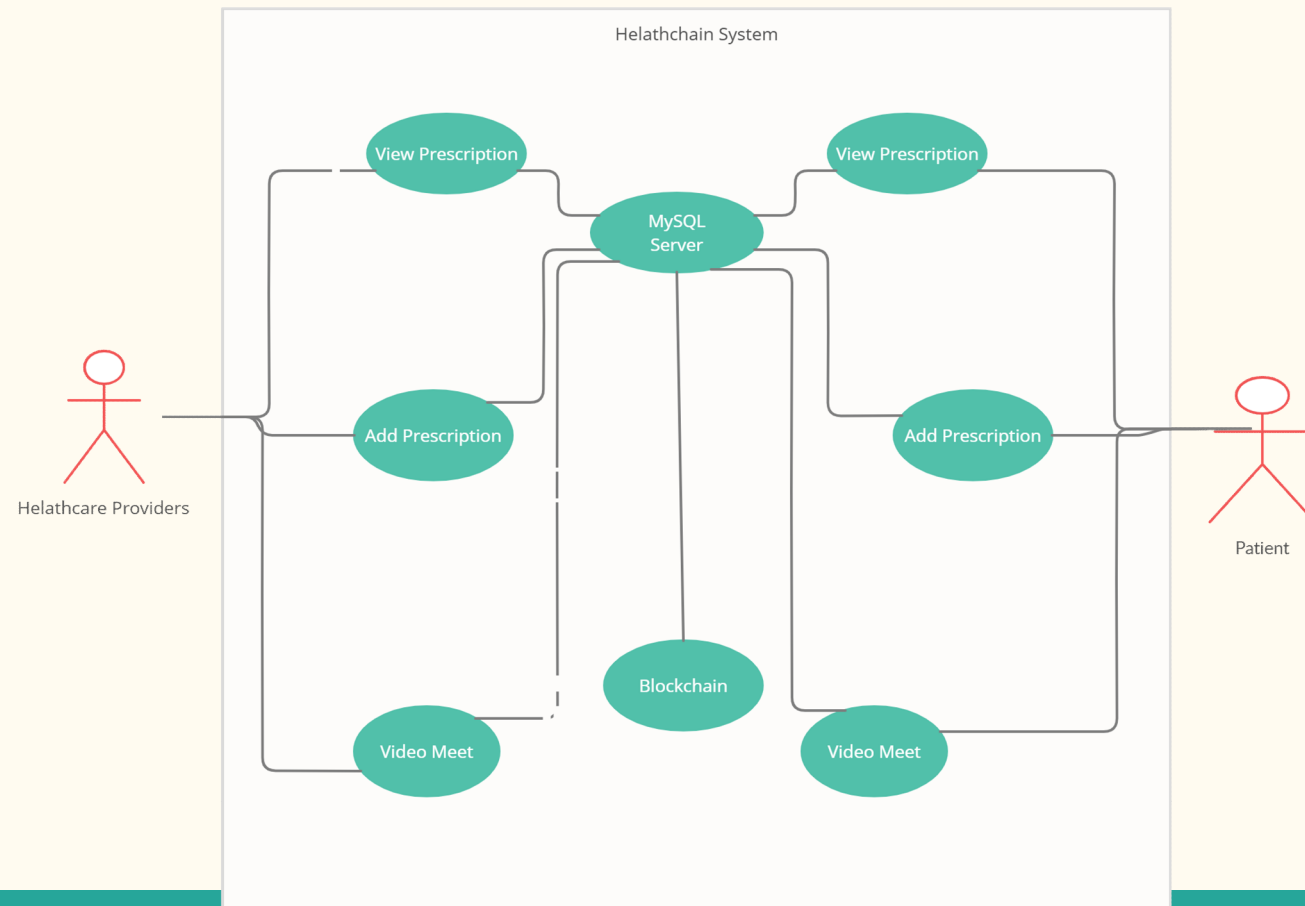 Helathchain System
View Prescription
View Prescription
MySQL
Server
Add Prescription
Add Prescription
Helathcare Providers
Patient
Blockchain
Video Meet
Video Meet